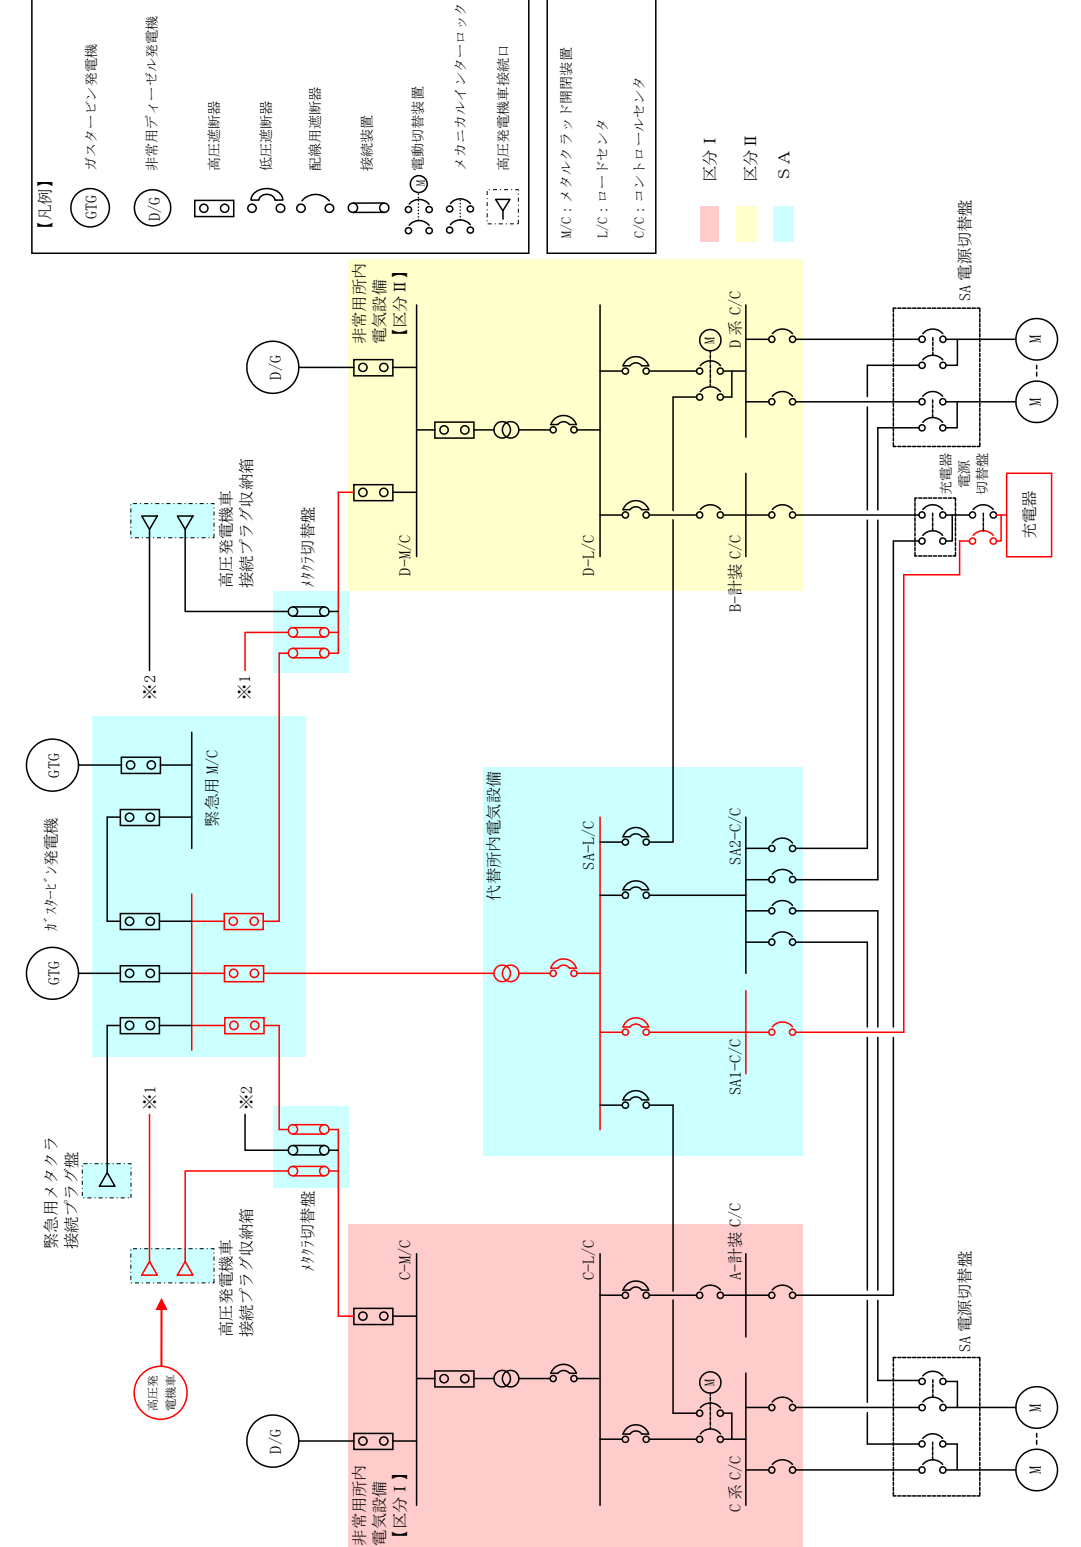 【凡例】
GTG
ガスタービン発電機
D/G
非常用ディーゼル発電機
高圧遮断器
低圧遮断器
配線用遮断器
接続装置
M
電動切替装置
メカニカルインターロック
高圧発電機車接続口
M/C：メタルクラッド開閉装置
L/C：ロードセンタ
C/C：コントロールセンタ
区分Ⅰ
区分Ⅱ
ＳＡ
非常用所内
電気設備
【区分Ⅱ】
D/G
D-M/C
D-L/C
M
D系 C/C
B-計装 C/C
SA 電源切替盤
M
M
充電器
電源
切替盤
充電器
高圧発電機車
接続プラグ収納箱
ﾒﾀｸﾗ切替盤
※2
※1
GTG
ｶﾞｽﾀｰﾋﾞﾝ発電機
GTG
緊急用 M/C
代替所内電気設備
SA-L/C
SA2-C/C
SA1-C/C
※1
※2
緊急用メタクラ
接続プラグ盤
高圧発電機車
接続プラグ収納箱
ﾒﾀｸﾗ切替盤
高圧発
電機車
D/G
非常用所内
電気設備
【区分Ⅰ】
C-M/C
C-L/C
A-計装 C/C
M
C系 C/C
SA 電源切替盤
M
M